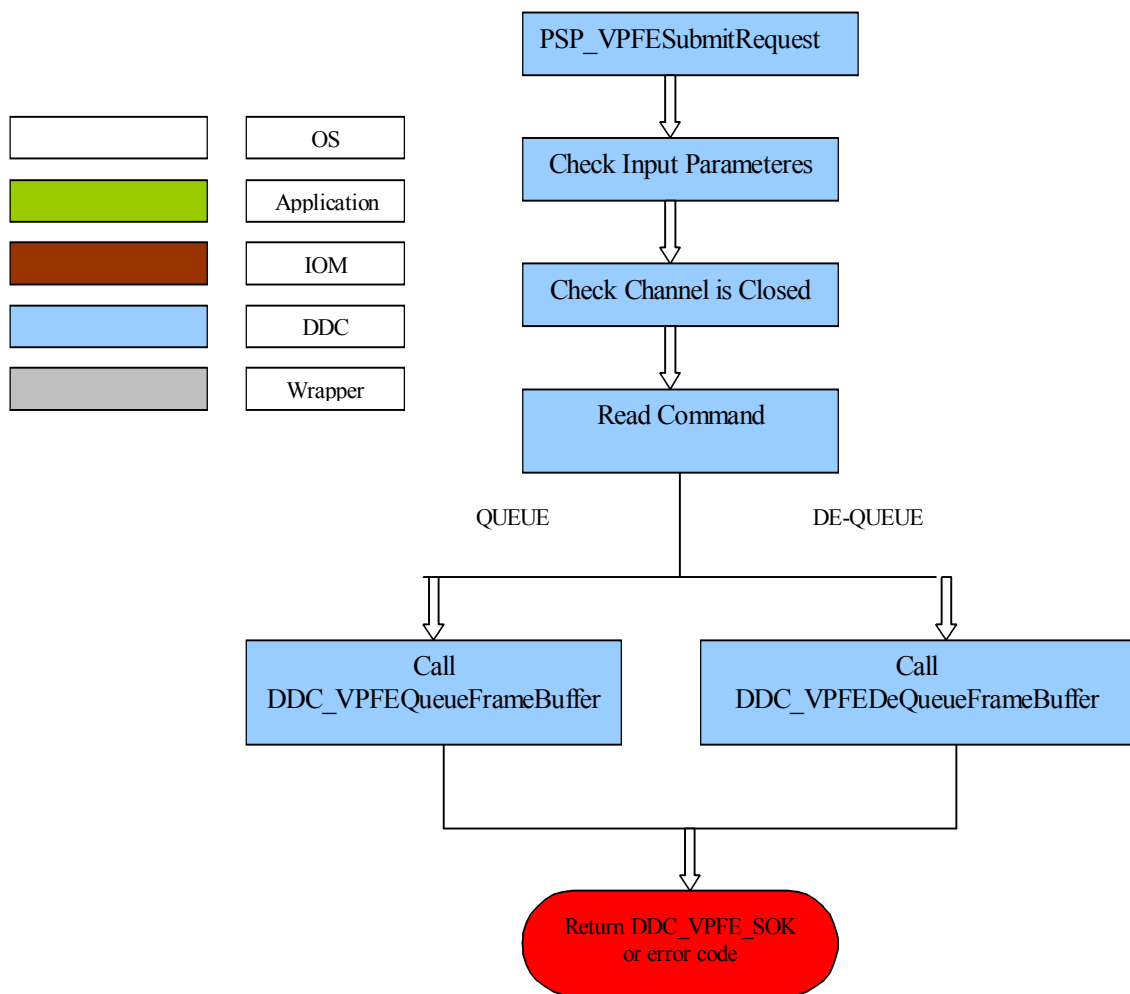 PSP_VPFESubmitRequest
OS
Application
IOM
DDC
Wrapper
Check Input Parameteres
Check Channel is Closed
Read Command
QUEUE
DE-QUEUE
Call
DDC_VPFEQueueFrameBuffer
Call
DDC_VPFEDeQueueFrameBuffer
Return DDC_VPFE_SOK
or error code